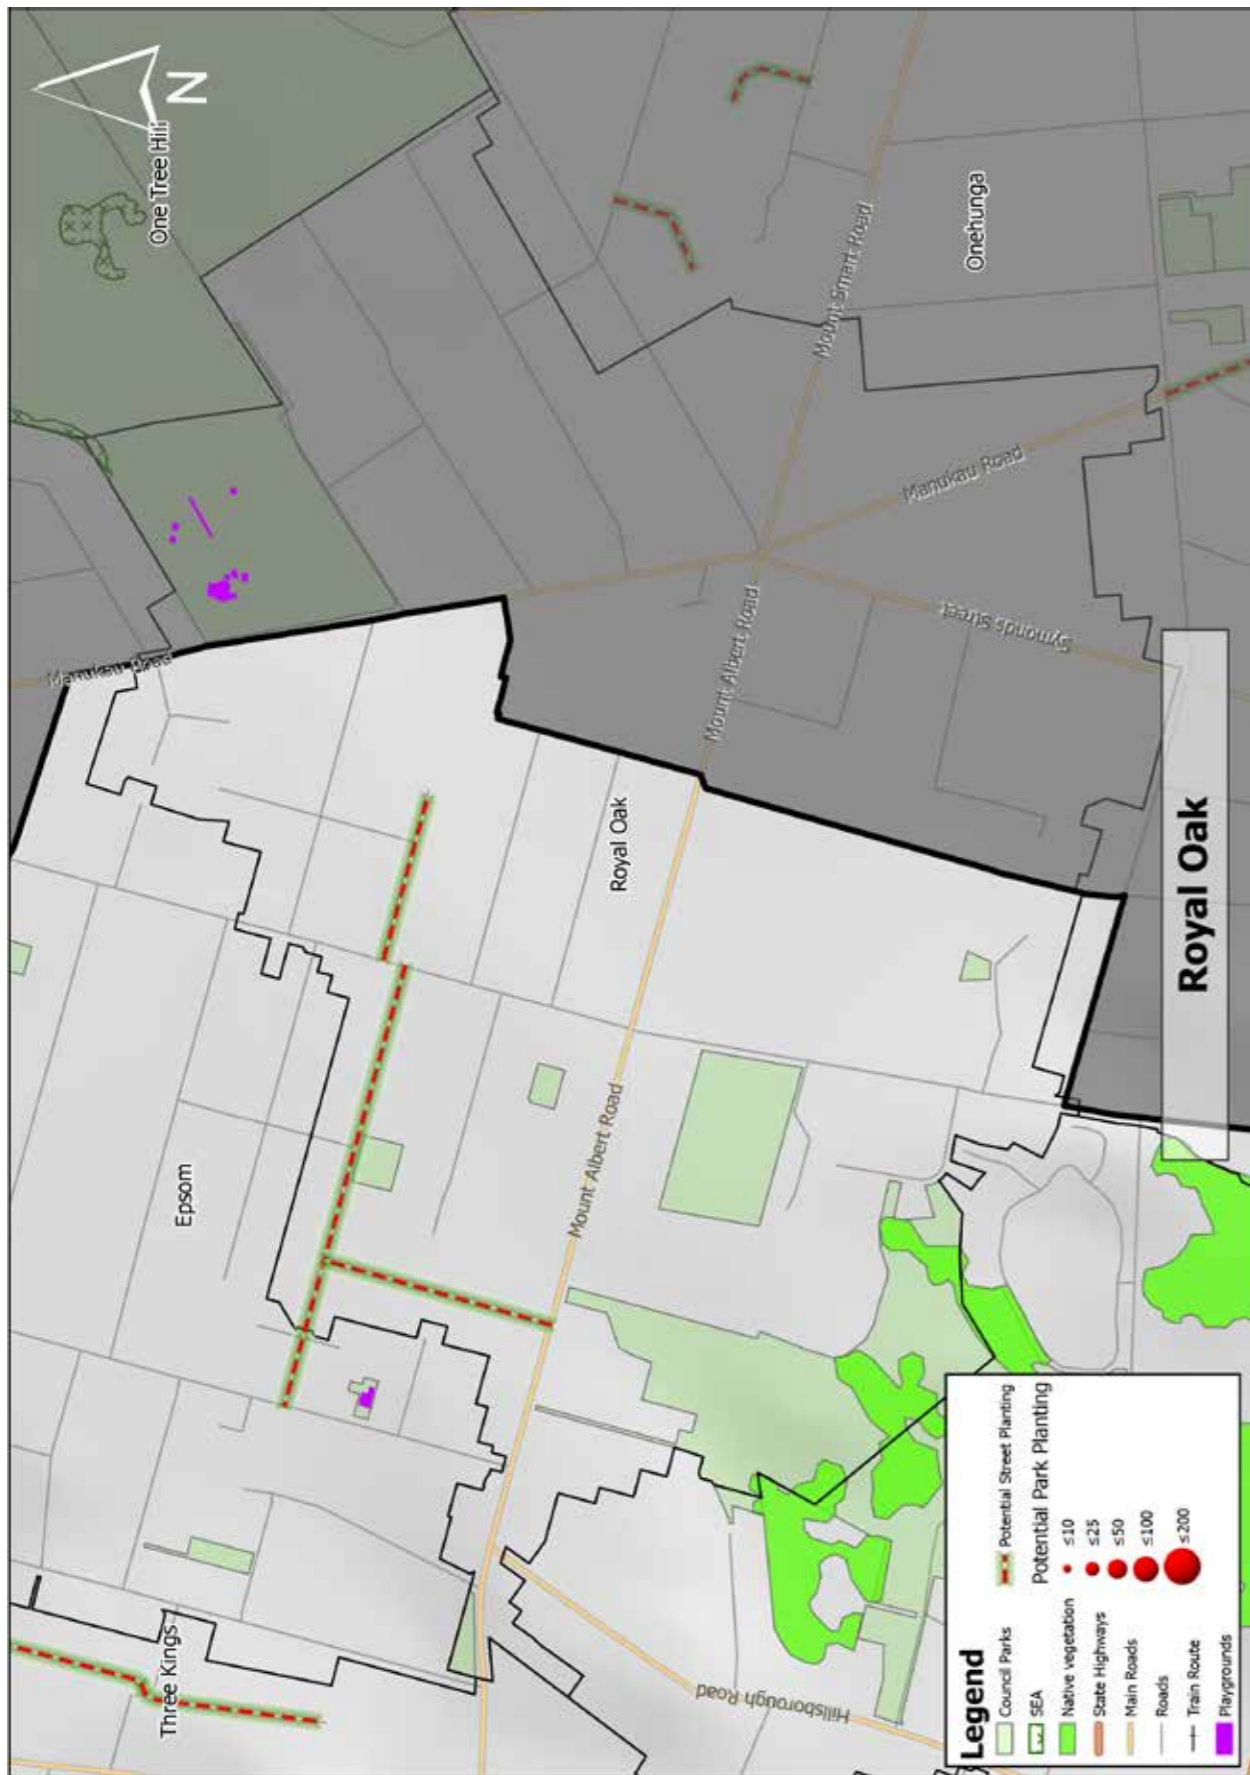 N
One Tree Hill
Onehunga
Mount Smart Road
Manukau Road
Manukau Road
Mount Albert Road
Symonds Street
Royal Oak
Epsom
Mount Albert Road
Three Kings
Hillsborough Road
Royal Oak
Legend
Council Parks
SEA
Native vegetation
State Highways
Main Roads
Roads
Train Route
Playgrounds
Potential Street Planting
Potential Park Planting
≤10
≤25
≤50
≤100
≤200